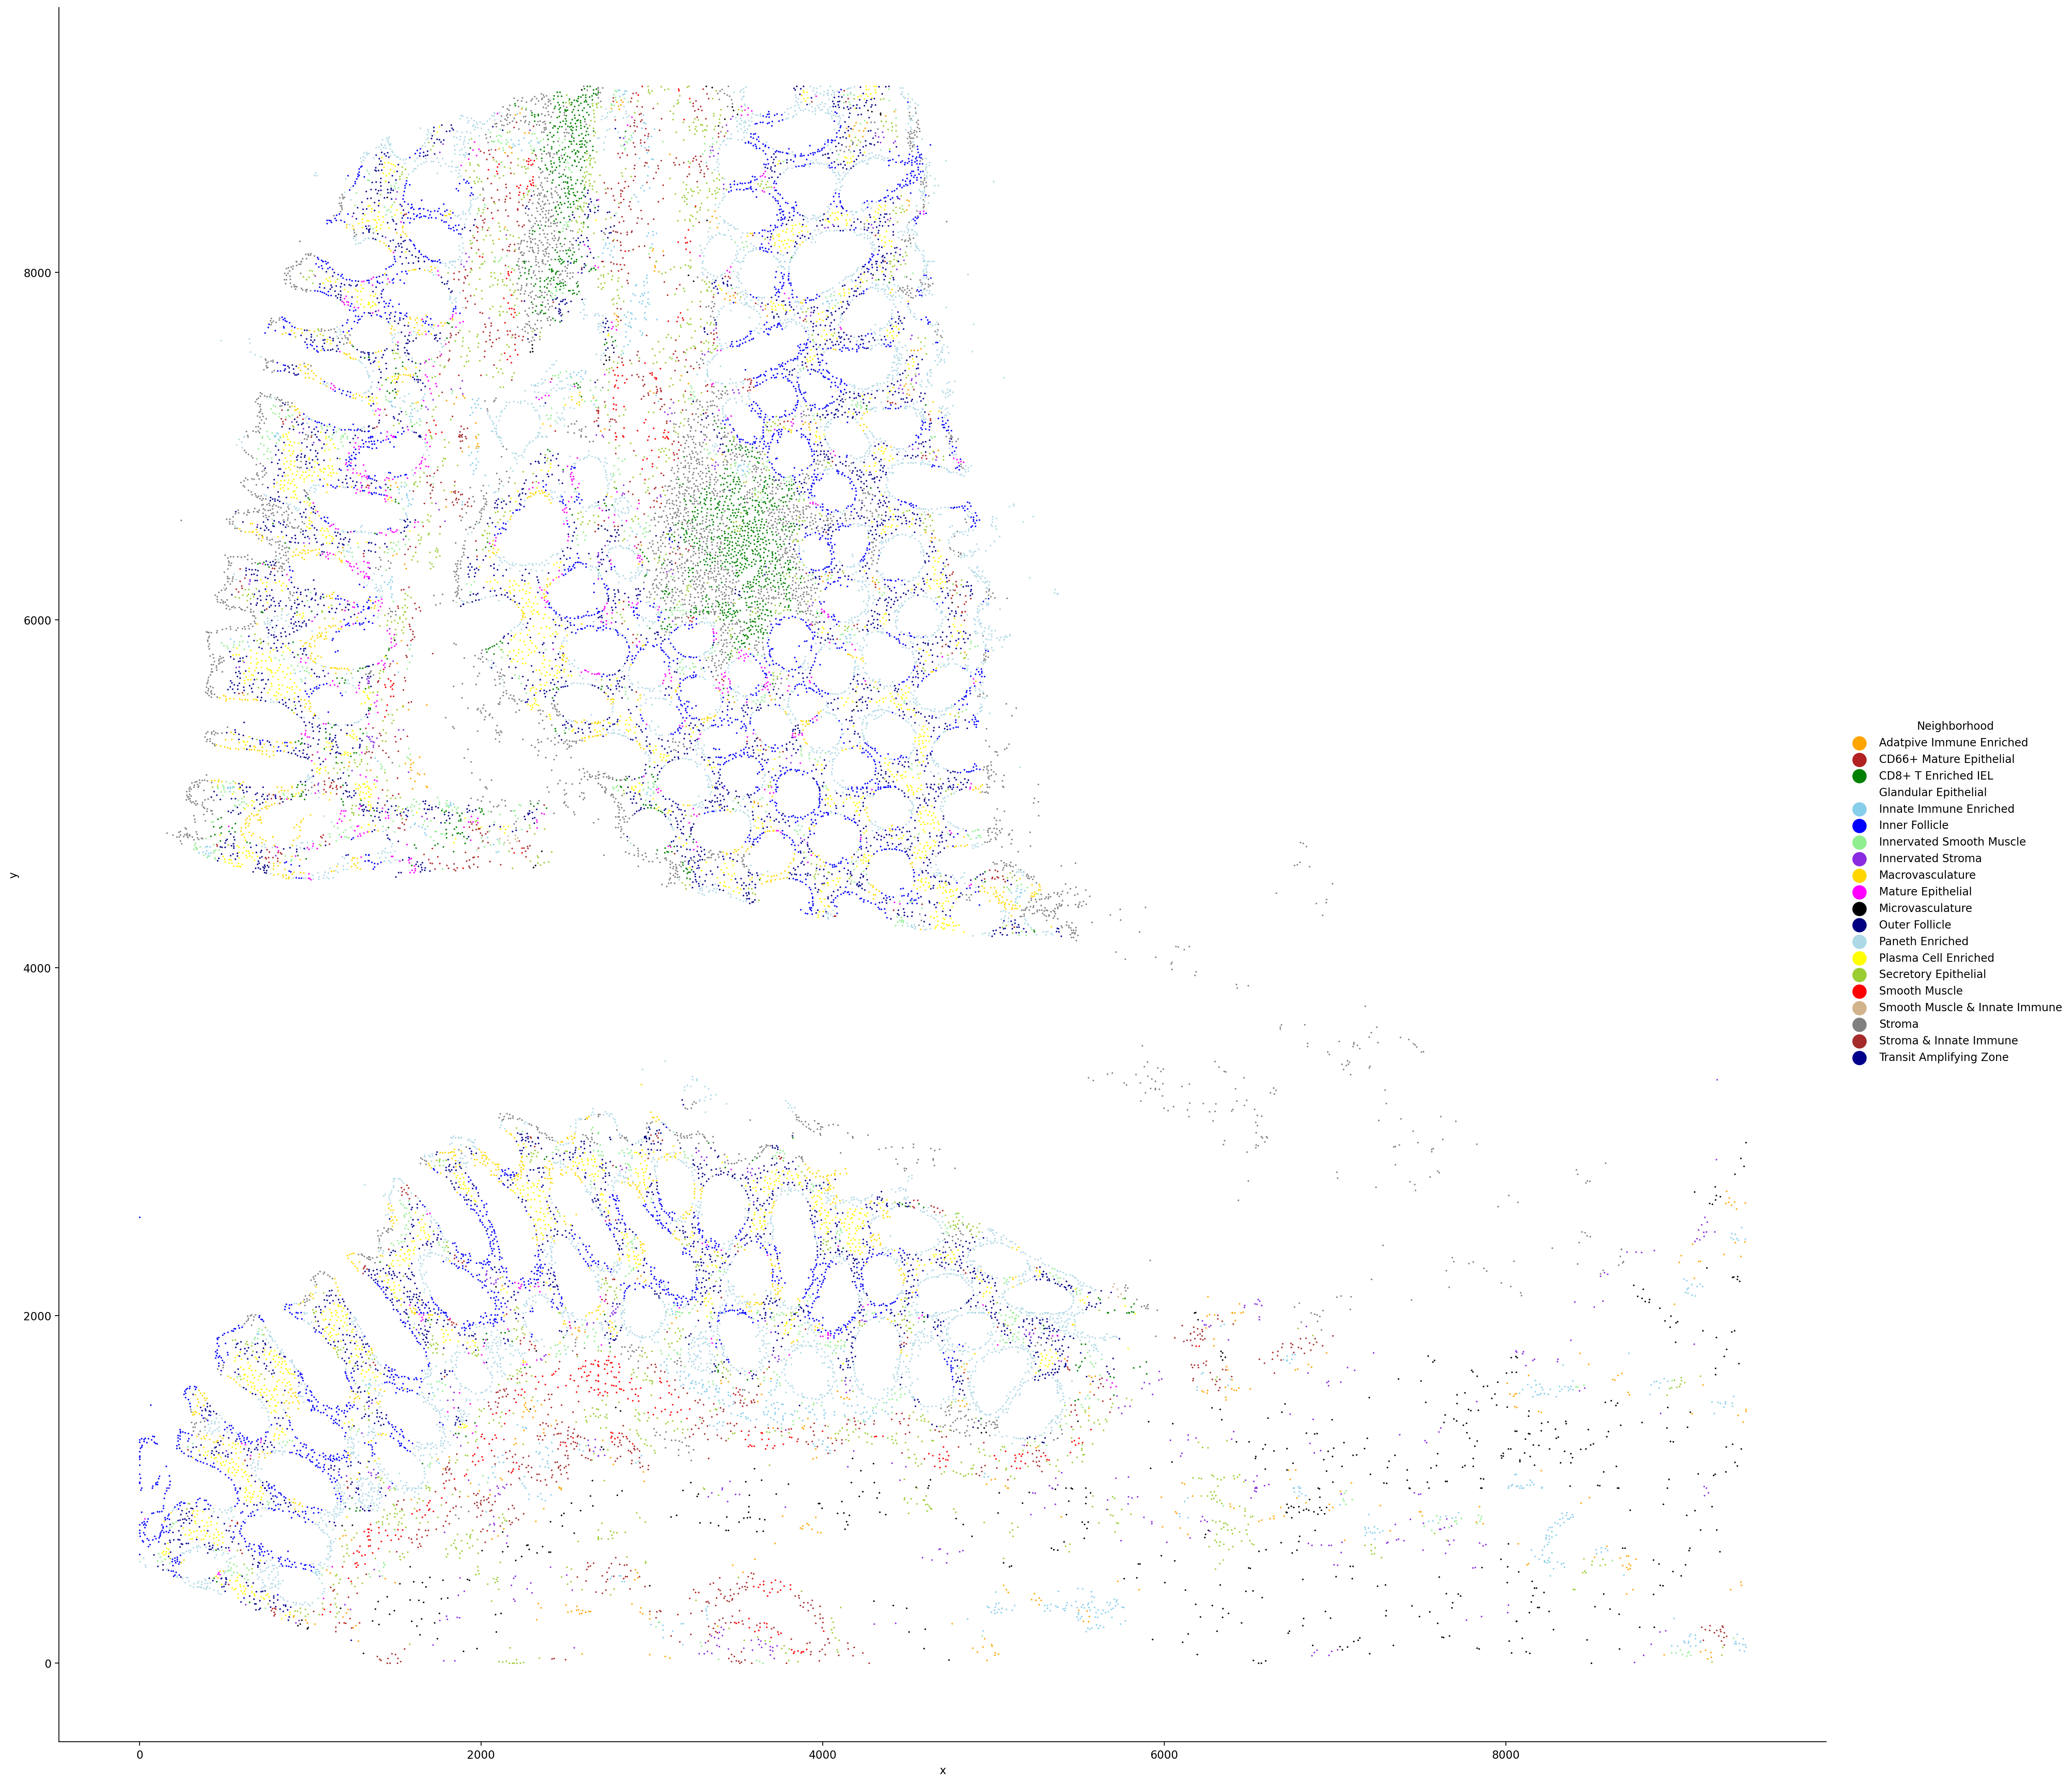 8000
6000
4000
2000
0
y
0 2000 4000 6000 8000
x
Neighborhood
Adatpive Immune Enriched
CD66+ Mature Epithelial
CD8+ T Enriched IEL
Glandular Epithelial
Innate Immune Enriched
Inner Follicle
Innervated Smooth Muscle
Innervated Stroma
Macrovasculature
Mature Epithelial
Microvasculature
Outer Follicle
Paneth Enriched
Plasma Cell Enriched
Secretory Epithelial
Smooth Muscle
Smooth Muscle & Innate Immune
Stroma
Stroma & Innate Immune
Transit Amplifying Zone